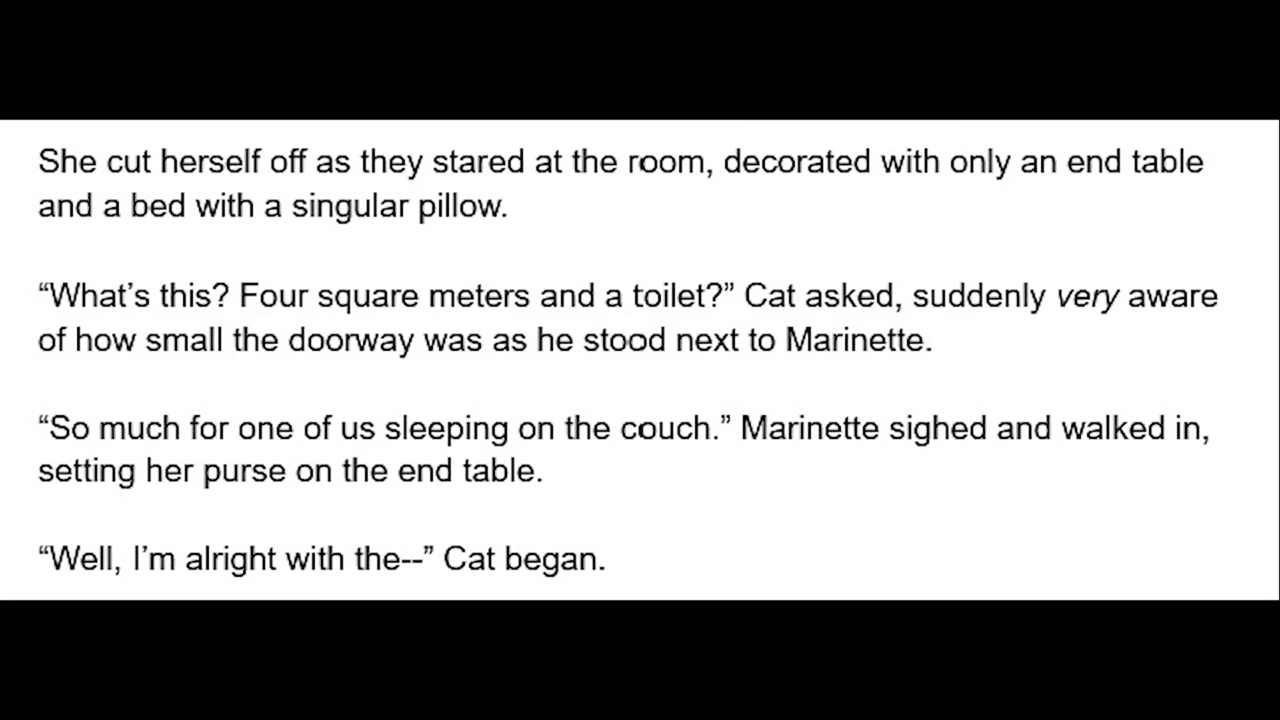 She cut herself off as they stared at the room, decorated with only an end table
and a bed with a singular pillow.
“What’s this? Four square meters and a toilet?” Cat asked, suddenly very aware
of how small the doorway was as he stood next to Marinette.
“So much for one of us sleeping on the couch.” Marinette sighed and walked in,
setting her purse on the end table.
“Well, I’m alright with the--” Cat began.